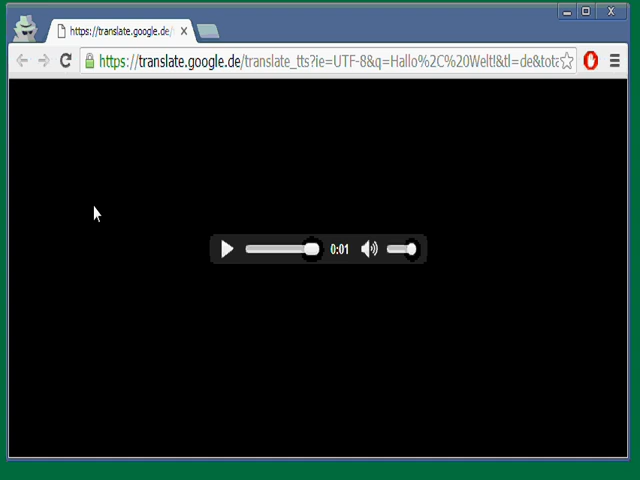 https://translate.google.de/
https://translate.google.de/translate_tts?ie=UTF-8&q=Hallo%2C%20Welt!&tl=de&tota
0:01